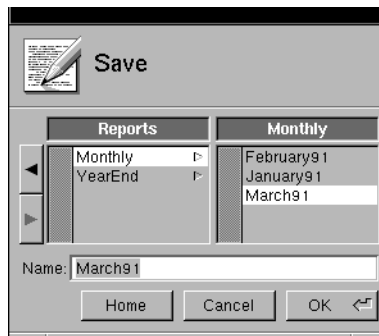 Save
Reports Monthly
Monthly February91
YearEnd January91
March91
Name: March91
Home Cancel OK